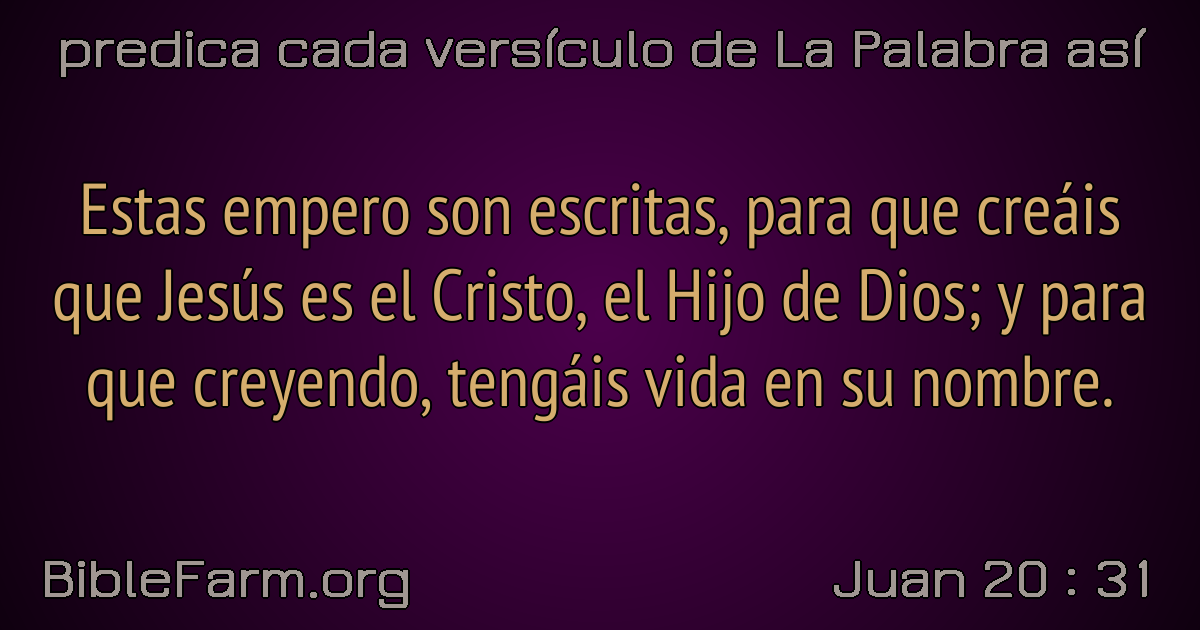 predica cada versículo de La Palabra así
Estas empero son escritas, para que creáis
que Jesús es el Cristo, el Hijo de Dios; y para
que creyendo, tengáis vida en su nombre.
BibleFarm.org
Juan 20 : 31